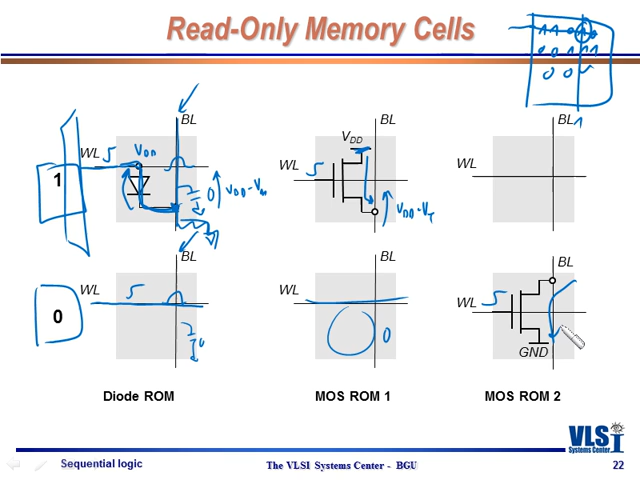 Read-Only Memory Cells
BL
BL
BL 1
WL
V_DD
V_DD
WL
WL
1
0
V_DD-V_
V_DD-V_T
BL
BL
BL
WL
WL
WL
0
0
GND
Diode ROM
MOS ROM 1
MOS ROM 2
VLSI
Systems Center
Sequential logic
The VLSI Systems Center - BGU
22